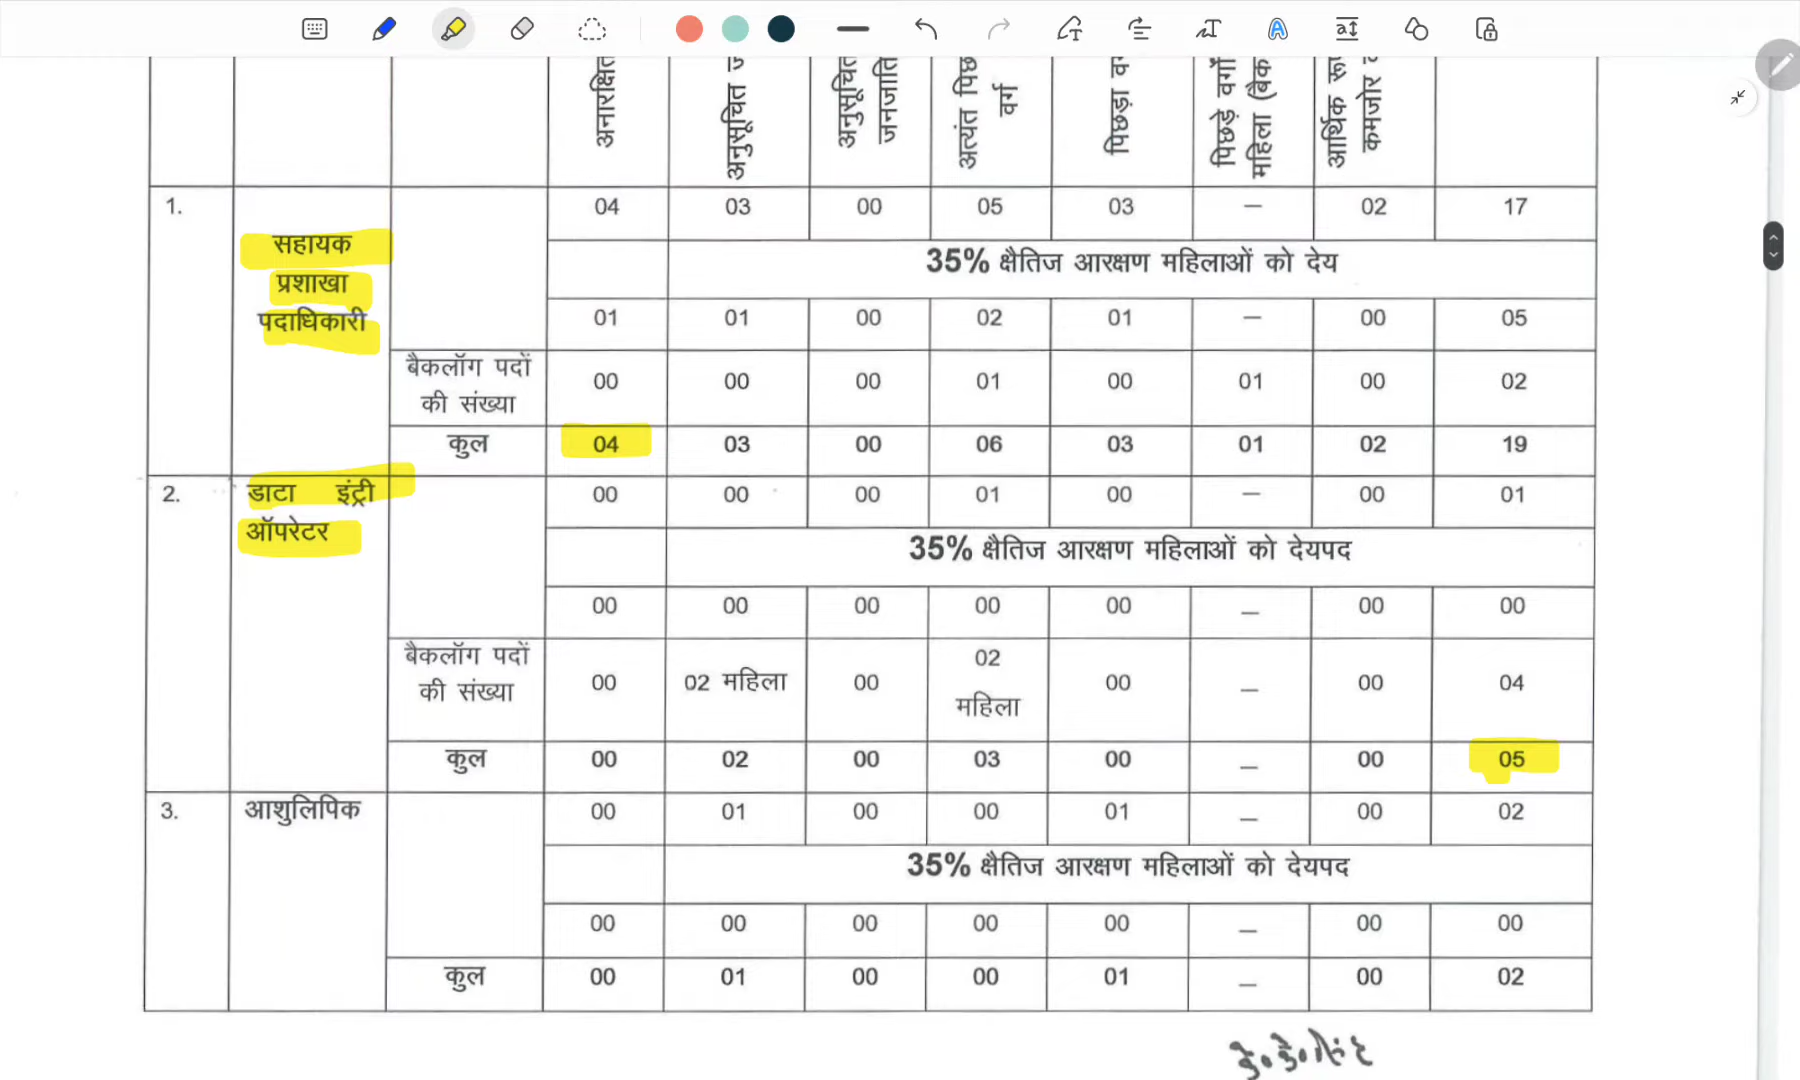 अनारक्षित
अनुसूचित
अनुसूचित
जनजाति
अत्यंत
वर्ग
पिछड़ा
पिछड़े
महिला
आर्थिक
कमजोर
1.
सहायक
प्रशाखा
पदाधिकारी
04 03 00 05 03 – 02 17
35% क्षैतिज आरक्षण महिलाओं को देय
01 01 00 02 01 – 00 05
बैकलॉग पदों
की संख्या
00 00 00 01 00 01 00 02
कुल 04 03 00 06 03 01 02 19
2.
डाटा इंट्री
ऑपरेटर
00 00 00 01 00 – 00 01
35% क्षैतिज आरक्षण महिलाओं को देयपद
00 00 00 00 00 – 00 00
बैकलॉग पदों
की संख्या
00 02 महिला 00 02
महिला
00 – 00 04
कुल 00 02 00 03 00 – 00 05
3. आशुलिपिक 00 01 00 00 01 – 00 02
35% क्षैतिज आरक्षण महिलाओं को देयपद
00 00 00 00 00 – 00 00
कुल 00 01 00 00 01 – 00 02